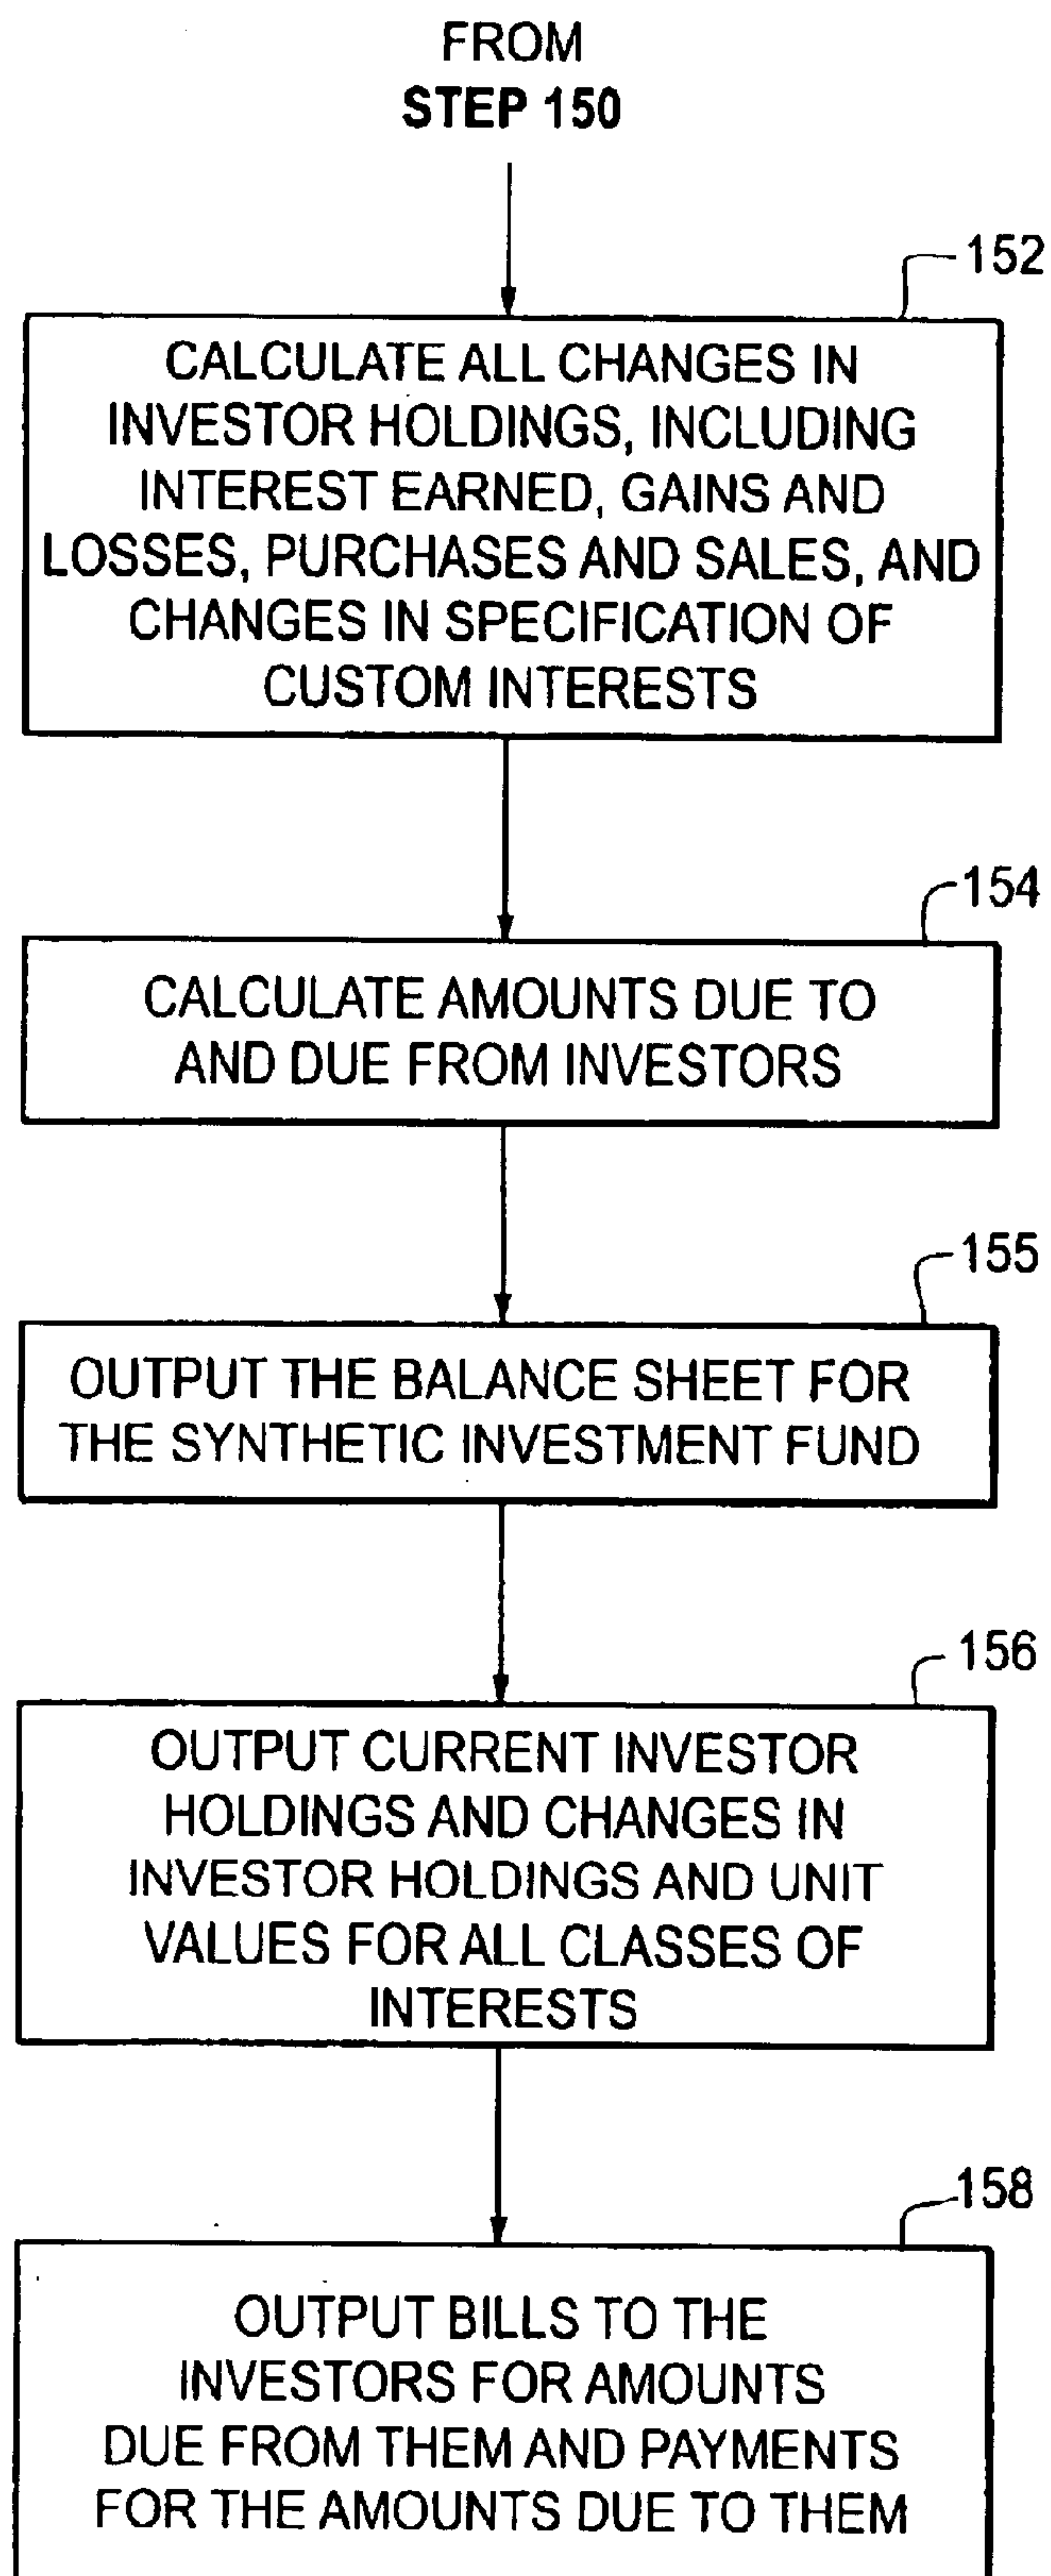 FROM
STEP 150
152
CALCULATE ALL CHANGES IN
INVESTOR HOLDINGS, INCLUDING
INTEREST EARNED, GAINS AND
LOSSES, PURCHASES AND SALES, AND
CHANGES IN SPECIFICATION OF
CUSTOM INTERESTS
154
CALCULATE AMOUNTS DUE TO
AND DUE FROM INVESTORS
155
OUTPUT THE BALANCE SHEET FOR
THE SYNTHETIC INVESTMENT FUND
156
OUTPUT CURRENT INVESTOR
HOLDINGS AND CHANGES IN
INVESTOR HOLDINGS AND UNIT
VALUES FOR ALL CLASSES OF
INTERESTS
158
OUTPUT BILLS TO THE
INVESTORS FOR AMOUNTS
DUE FROM THEM AND PAYMENTS
FOR THE AMOUNTS DUE TO THEM